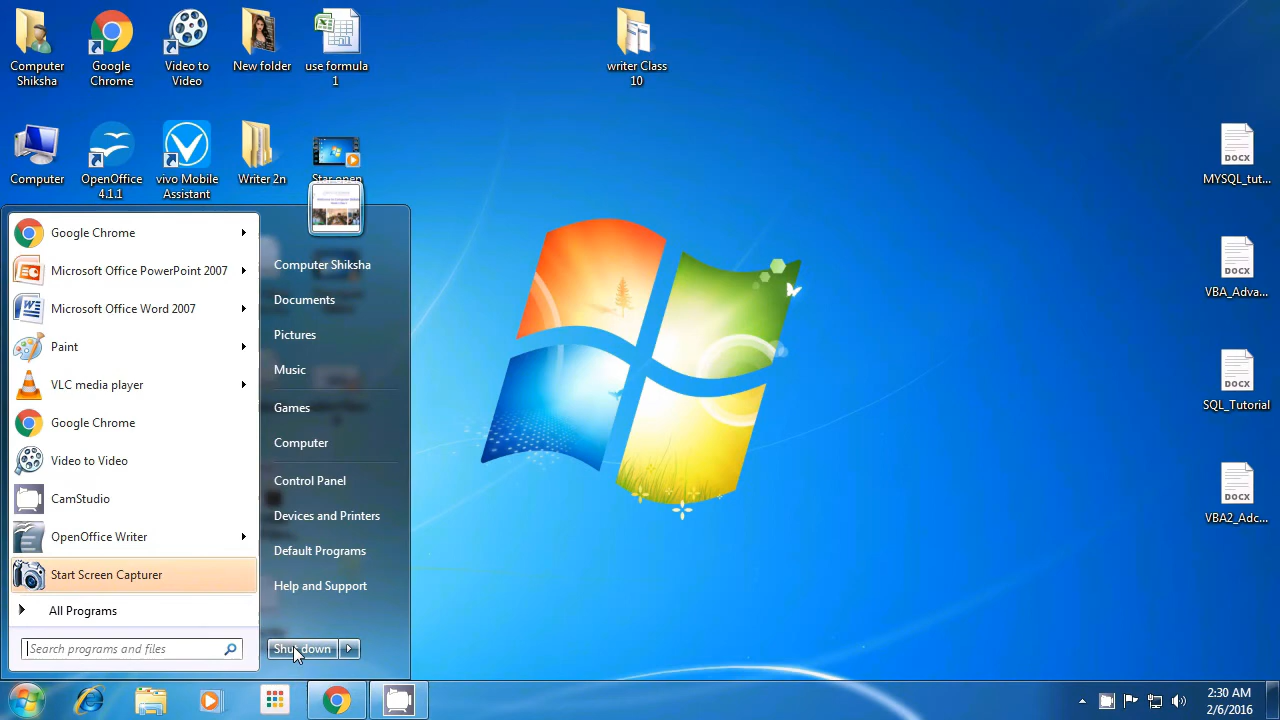 Computer
Shiksha
Google
Chrome
Video to
Video
New folder
use formula
1
writer Class
10
Computer
OpenOffice
4.1.1
vivo Mobile
Assistant
Writer 2n
Star open
MYSQL_tut...
VBA_Adva...
SQL_Tutorial
VBA2_Adc...
DOCX
DOCX
DOCX
DOCX
Google Chrome
Microsoft Office PowerPoint 2007
Microsoft Office Word 2007
Paint
VLC media player
Google Chrome
Video to Video
CamStudio
OpenOffice Writer
Start Screen Capturer
All Programs
Search programs and files
Computer Shiksha
Documents
Pictures
Music
Games
Computer
Control Panel
Devices and Printers
Default Programs
Help and Support
Shut down
2:30 AM
2/6/2016